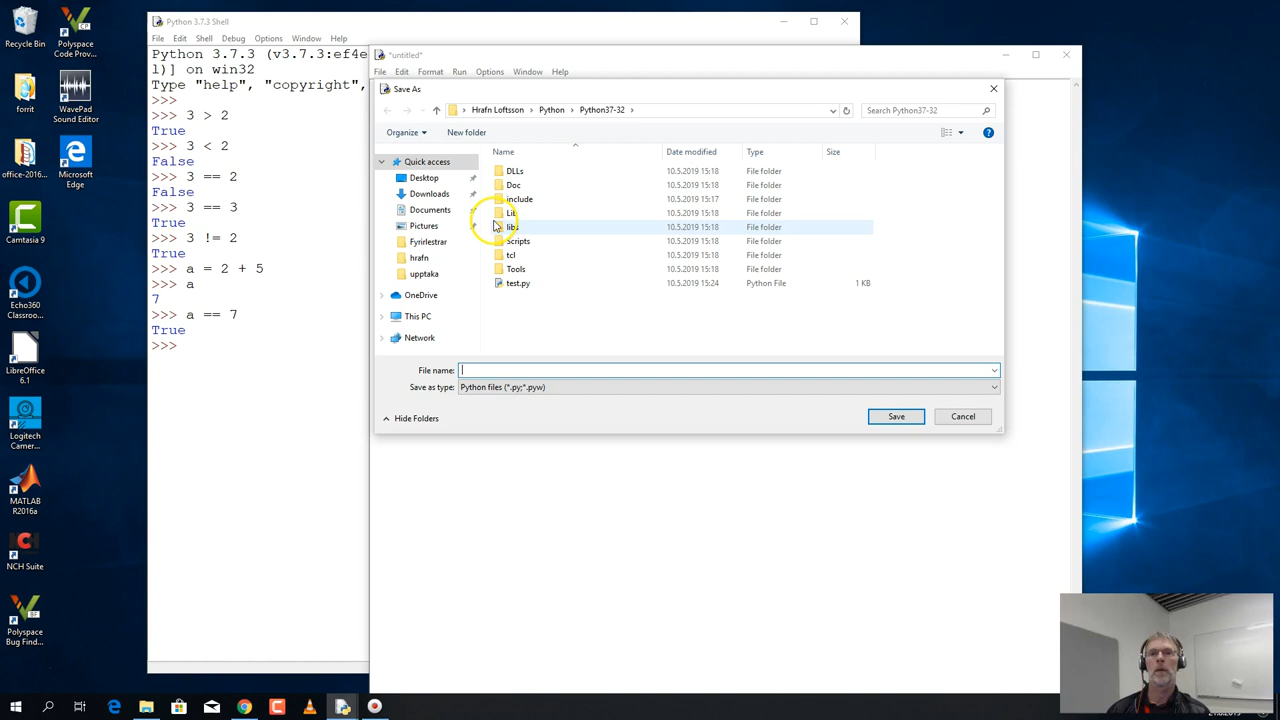 Recycle Bin
Polyspace Code Prov...
forrit
WavePad Sound Editor
office-2016...
Microsoft Edge
Camtasia 9
Echo360 Classroo...
LibreOffice 6.1
Logitech Camer...
MATLAB R2016a
NCH Suite
Polyspace Bug Find...
Python 3.7.3 Shell
File Edit Shell Debug Options Window Help
Python 3.7.3 (v3.7.3:ef4e
l)] on win32
Type "help", "copyright",
>>>
>>> 3 > 2
True
>>> 3 < 2
False
>>> 3 == 2
False
>>> 3 == 3
True
>>> 3 != 2
True
>>> a = 2 + 5
>>> a
7
>>> a == 7
True
>>>
*untitled*
File Edit Format Run Options Window Help
Save As
Hrafn Loftsson > Python > Python37-32 >
Search Python37-32
Organize New folder
Quick access
Desktop
Downloads
Documents
Pictures
Fyrirlestrar
hrafn
upptaka
OneDrive
This PC
Network
Name Date modified Type Size
DLLs 10.5.2019 15:18 File folder
Doc 10.5.2019 15:18 File folder
include 10.5.2019 15:17 File folder
Lib 10.5.2019 15:18 File folder
libs 10.5.2019 15:18 File folder
Scripts 10.5.2019 15:18 File folder
tcl 10.5.2019 15:18 File folder
Tools 10.5.2019 15:18 File folder
test.py 10.5.2019 15:24 Python File 1 KB
File name:
Save as type: Python files (*.py;*.pyw)
Hide Folders
Save Cancel